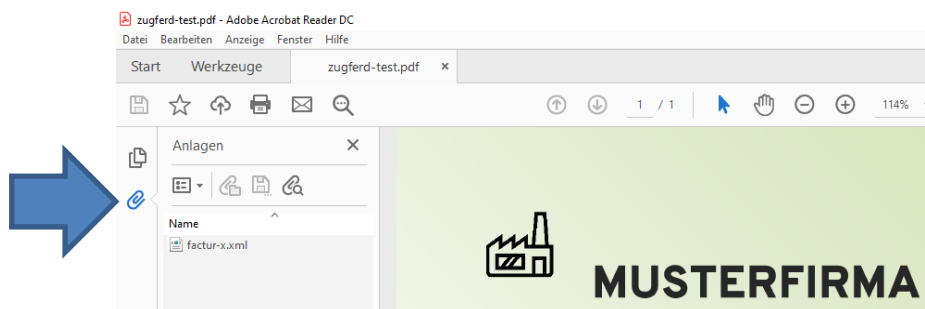 zugferd-test.pdf - Adobe Acrobat Reader DC
Datei Bearbeiten Anzeige Fenster Hilfe
Start Werkzeuge zugferd-test.pdf ×
1 / 1 114%
Anlagen ×
Name
factur-x.xml
MUSTERFIRMA